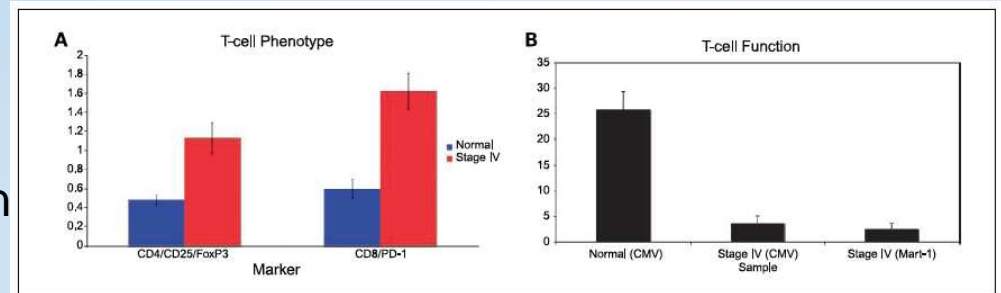 A
T-cell Phenotype
2
1.8
1.6
1.4
1.2
1
0.8
0.6
0.4
0.2
0
CD4/CD25/FoxP3
CD8/PD-1
Marker
Normal
Stage IV
B
T-cell Function
35
30
25
20
15
10
5
0
Normal (CMV)
Stage IV (CMV)
Stage IV (Mart-1)
Sample
n